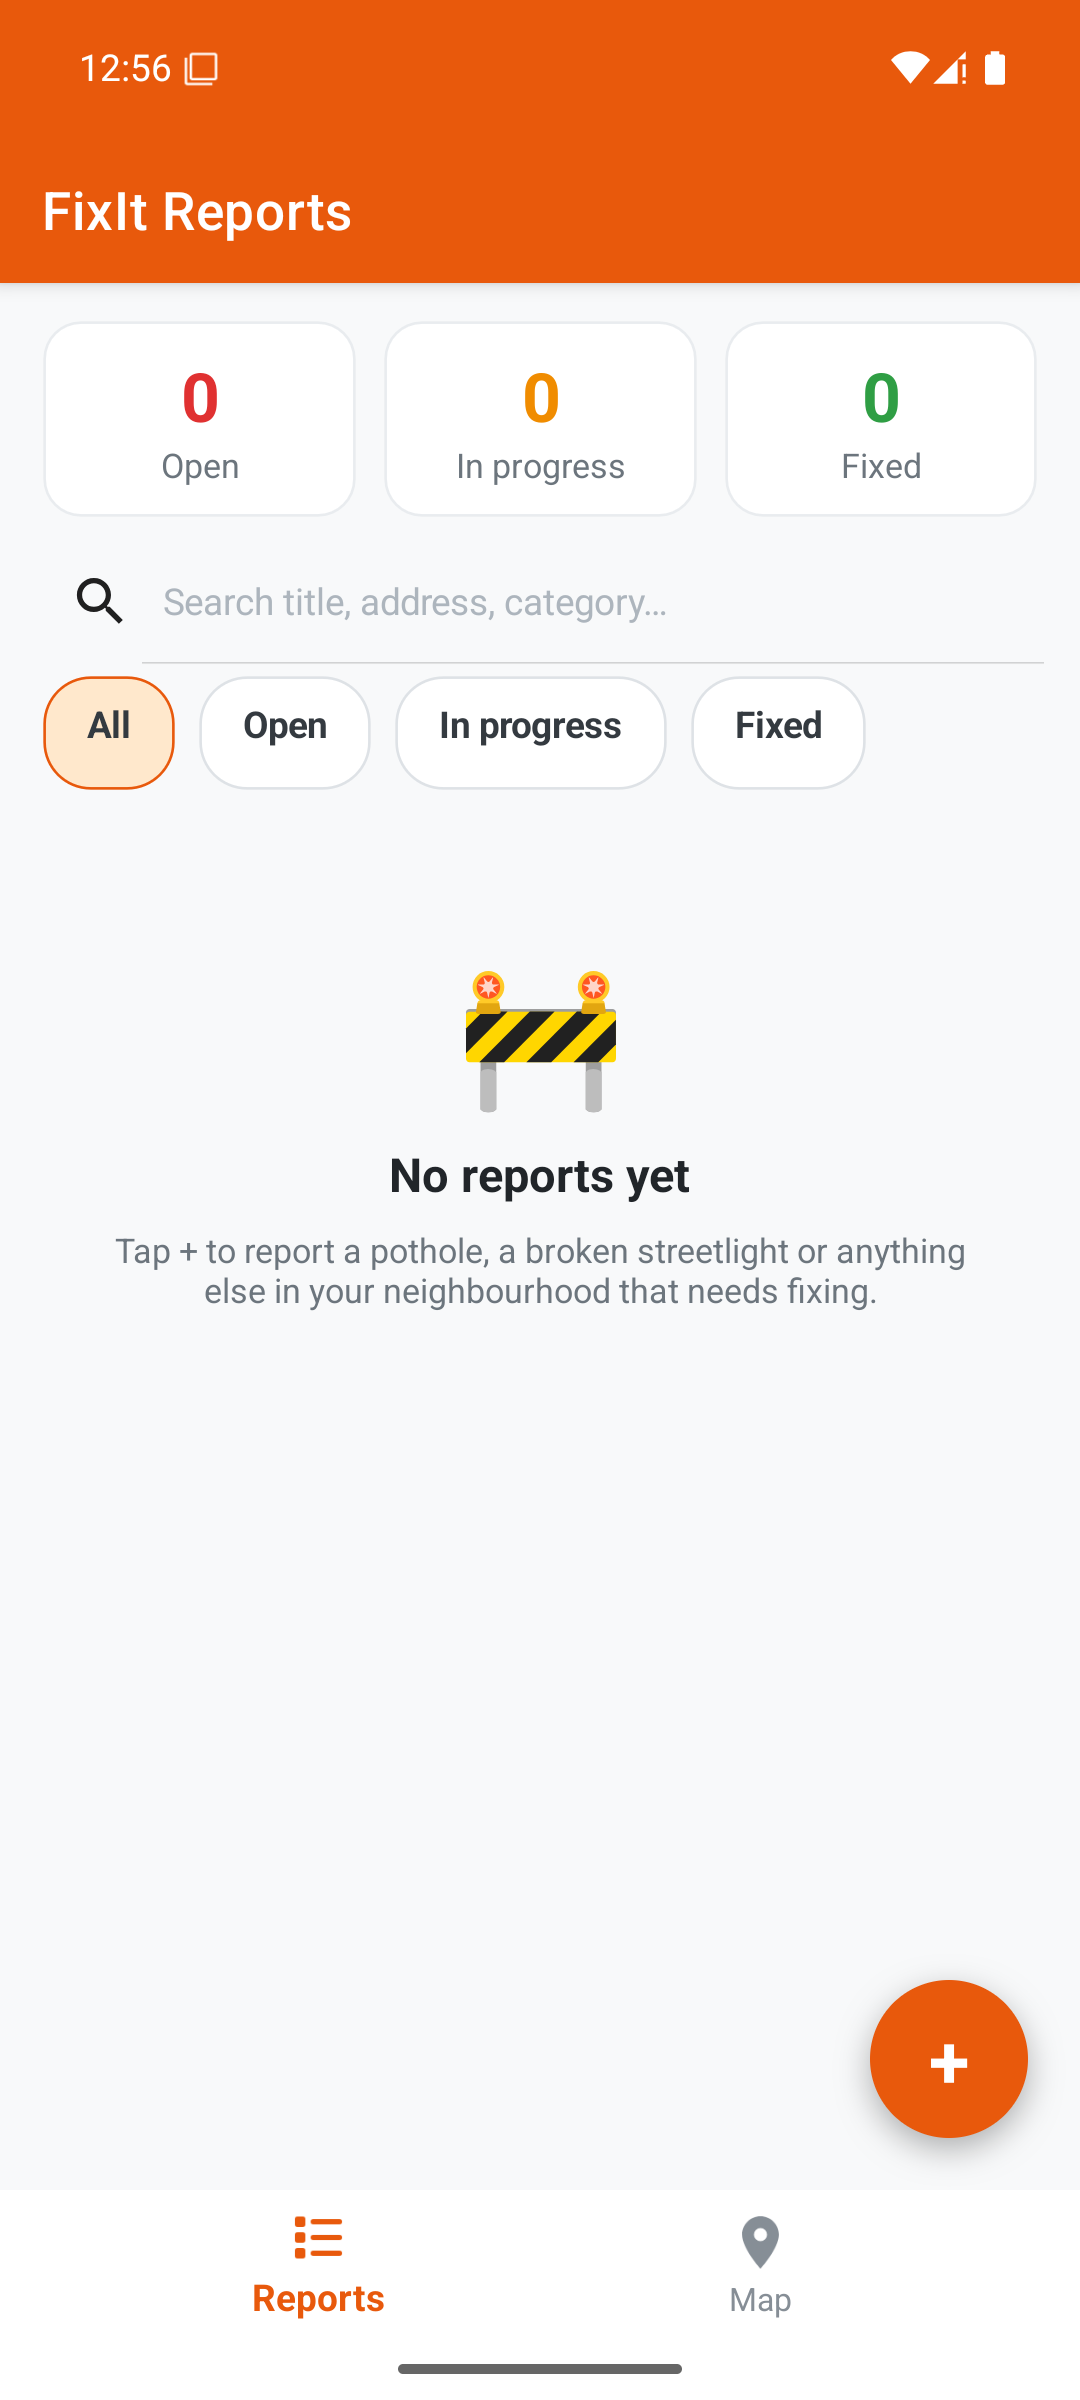 12:56
FixIt Reports
0
Open
0
In progress
0
Fixed
Search title, address, category...
All
Open
In progress
Fixed
No reports yet
Tap + to report a pothole, a broken streetlight or anything
else in your neighbourhood that needs fixing.
+
Reports
Map